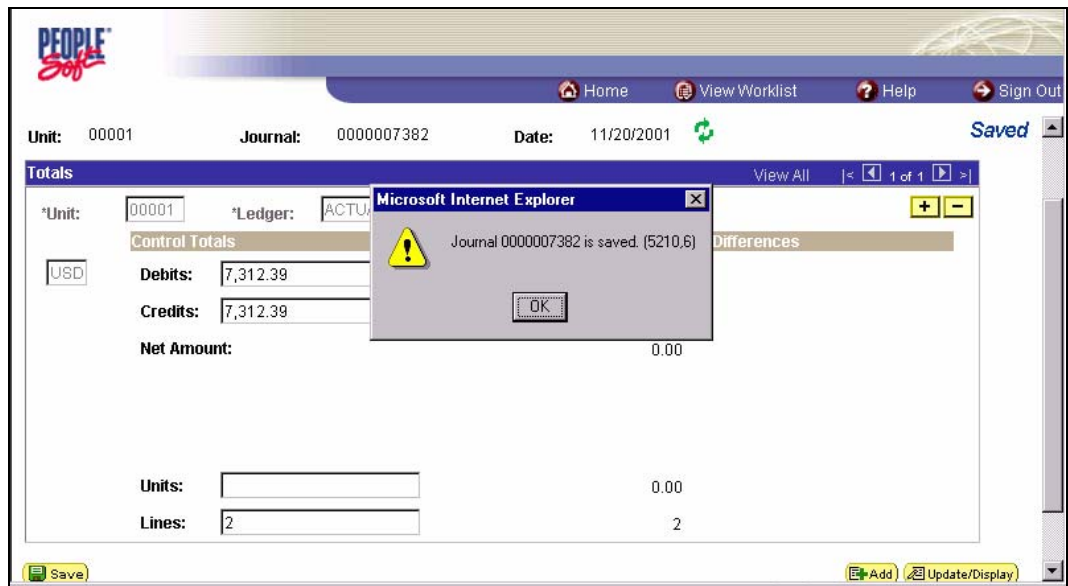 PEOPLE
Soft
Home View Worklist Help Sign Out
Unit: 00001 Journal: 0000007382 Date: 11/20/2001 Saved
Totals View All |< 1 of 1 >|
*Unit: 00001 *Ledger: ACTU + -
Microsoft Internet Explorer
Journal 0000007382 is saved. (5210,6)
OK
Control Totals Differences
USD Debits: 7,312.39
Credits: 7,312.39
Net Amount: 0.00
Units: 0.00
Lines: 2 2
Save Add Update/Display